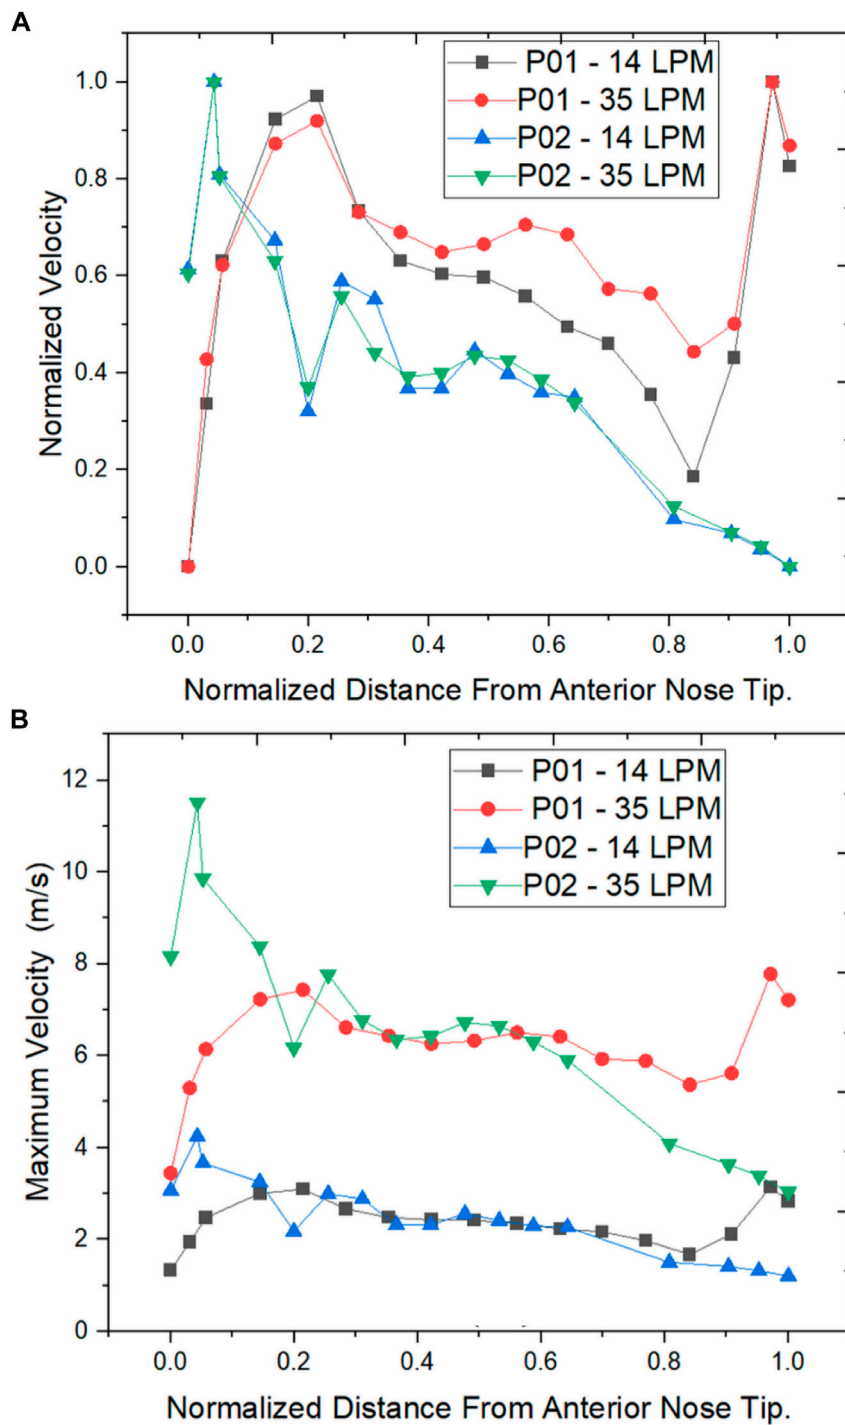 A
P01 - 14 LPM
P01 - 35 LPM
P02 - 14 LPM
P02 - 35 LPM
1.0
0.8
0.6
0.4
0.2
0.0
Normalized Velocity
0.0 0.2 0.4 0.6 0.8 1.0
Normalized Distance From Anterior Nose Tip.
B
P01 - 14 LPM
P01 - 35 LPM
P02 - 14 LPM
P02 - 35 LPM
12
10
8
6
4
2
0
Maximum Velocity (m/s)
0.0 0.2 0.4 0.6 0.8 1.0
Normalized Distance From Anterior Nose Tip.